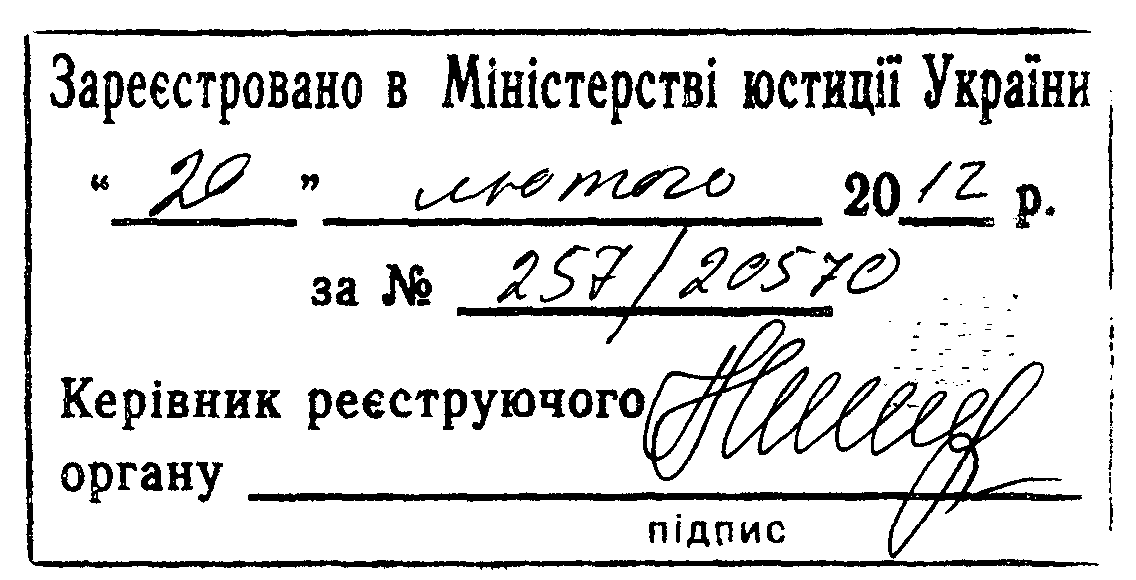 Зареєстровано в Міністерстві юстиції України
“ 20 ” лютого 2012 р.
за № 257/20570
Керівник реєструючого
органу
підпис